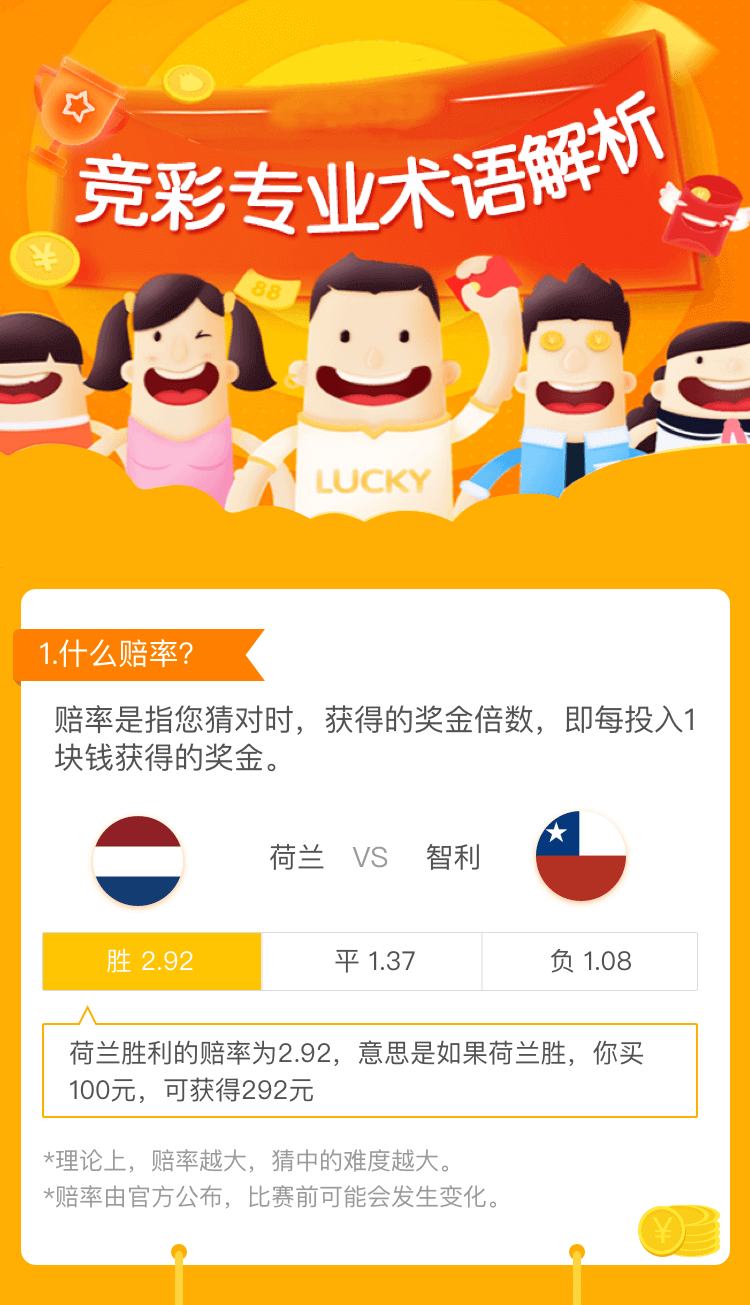 竞彩专业术语解析
¥
88
LUCKY
1.什么赔率?
赔率是指您猜对时，获得的奖金倍数，即每投入1
块钱获得的奖金。
荷兰 VS 智利
胜 2.92 平 1.37 负 1.08
荷兰胜利的赔率为2.92，意思是如果荷兰胜，你买
100元，可获得292元
*理论上，赔率越大，猜中的难度越大。
*赔率由官方公布，比赛前可能会发生变化。
¥